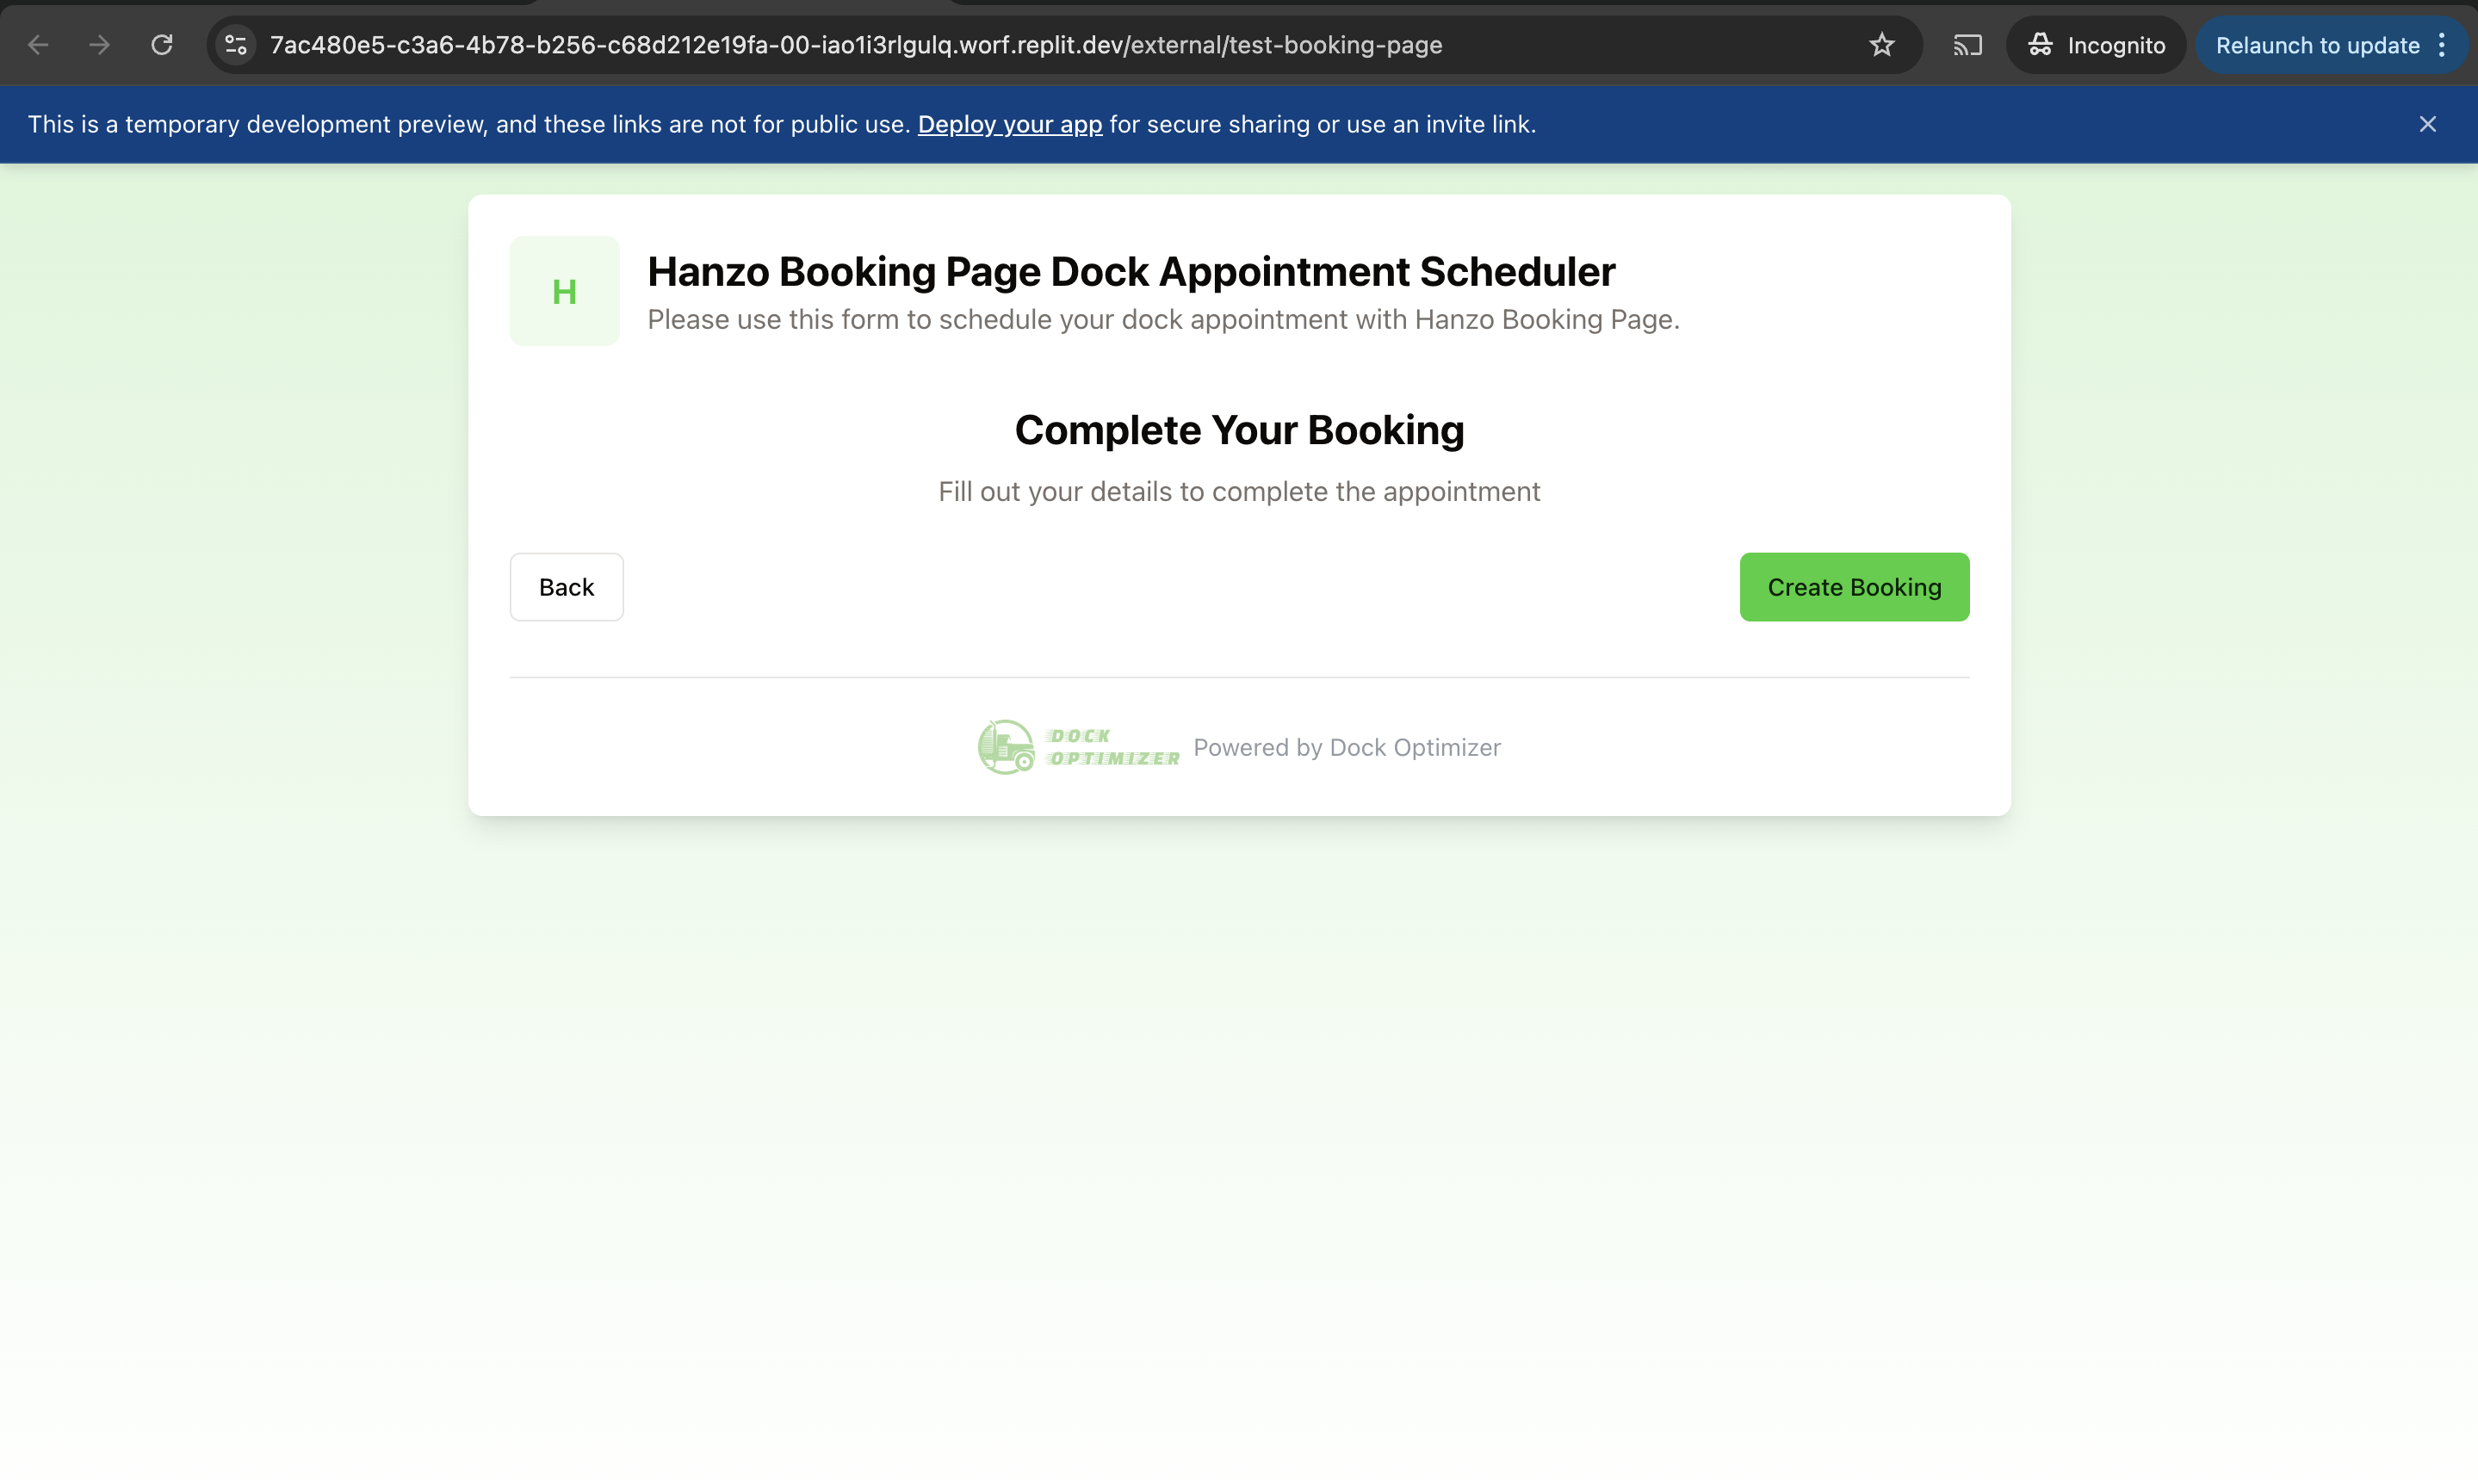 7ac480e5-c3a6-4b78-b256-c68d212e19fa-00-iao1i3rlgulq.worf.replit.dev/external/test-booking-page
Incognito
Relaunch to update
This is a temporary development preview, and these links are not for public use. Deploy your app for secure sharing or use an invite link.
H
Hanzo Booking Page Dock Appointment Scheduler
Please use this form to schedule your dock appointment with Hanzo Booking Page.
Complete Your Booking
Fill out your details to complete the appointment
Back
Create Booking
DOCK
OPTIMIZER
Powered by Dock Optimizer